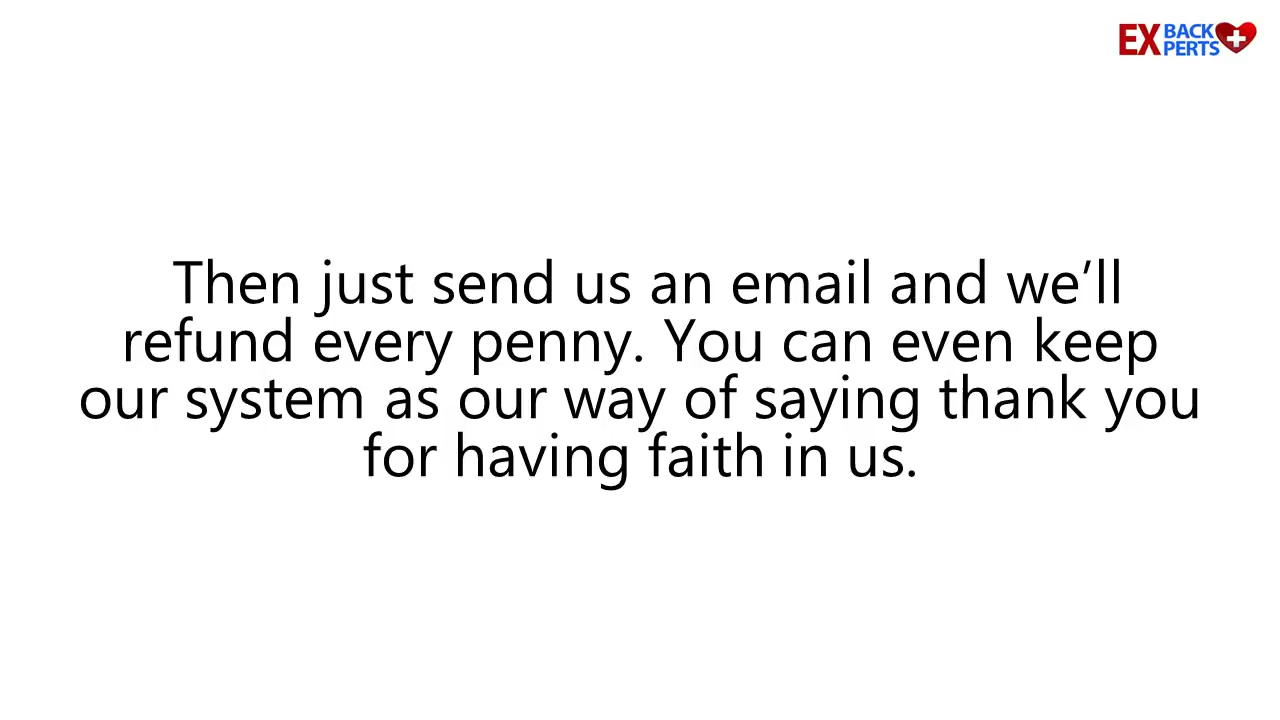 EX BACK
PERTS
Then just send us an email and we’ll
refund every penny. You can even keep
our system as our way of saying thank you
for having faith in us.